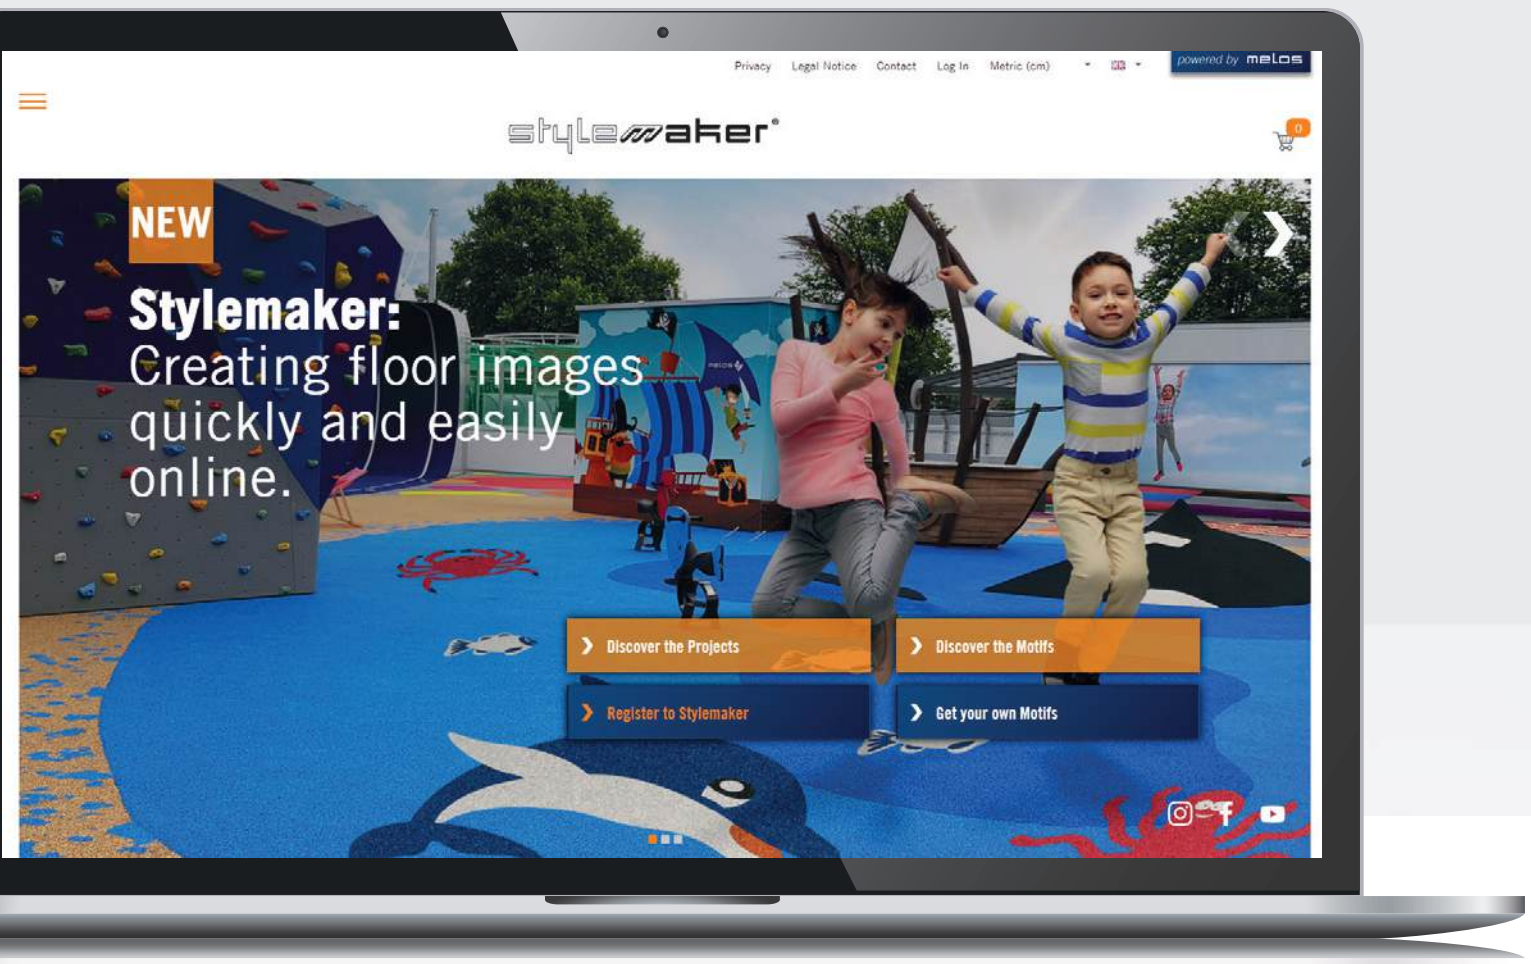 Privacy Legal Notice Contact Log In Metric (cm)
powered by melos
stylemaker®
0
NEW
Stylemaker:
Creating floor images
quickly and easily
online.
melos
Discover the Projects
Discover the Motifs
Register to Stylemaker
Get your own Motifs